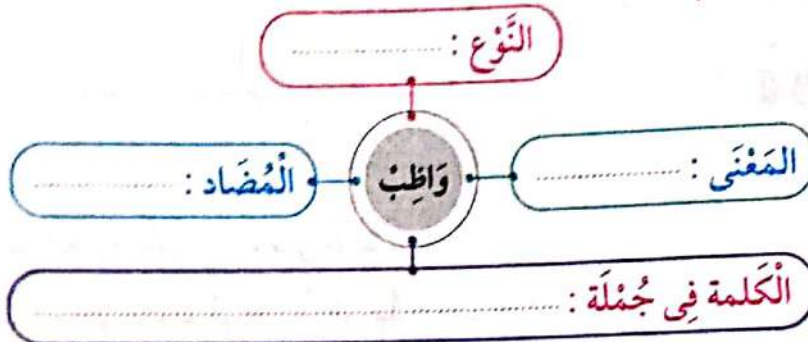 النَّوْع : ..................
المَعْنَى : ..................
وَاظِبْ
الْمُضَاد : ..................
الْكَلمة فِى جُمْلَة : ............................................................